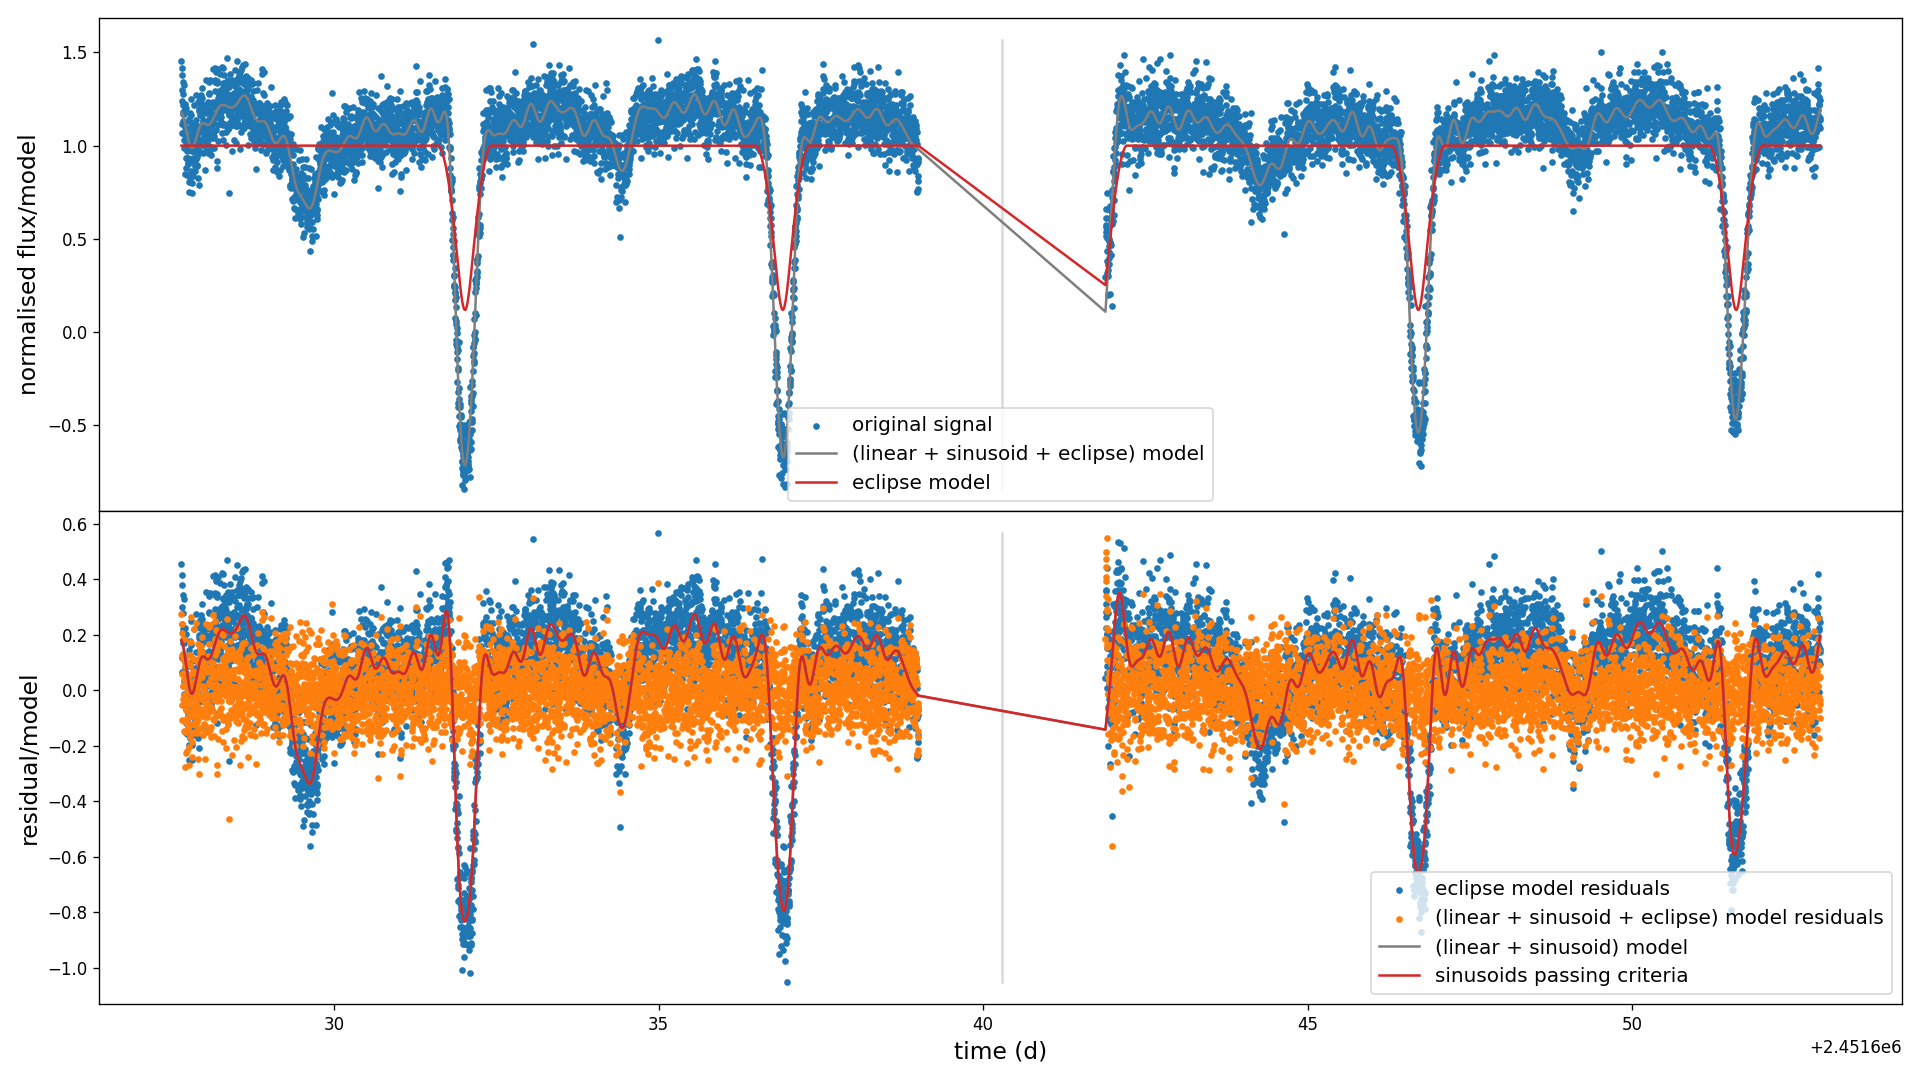 normalised flux/model
1.5
1.0
0.5
0.0
−0.5
original signal
(linear + sinusoid + eclipse) model
eclipse model
residual/model
0.6
0.4
0.2
0.0
−0.2
−0.4
−0.6
−0.8
−1.0
eclipse model residuals
(linear + sinusoid + eclipse) model residuals
(linear + sinusoid) model
sinusoids passing criteria
30
35
40
45
50
time (d)
+2.4516e6